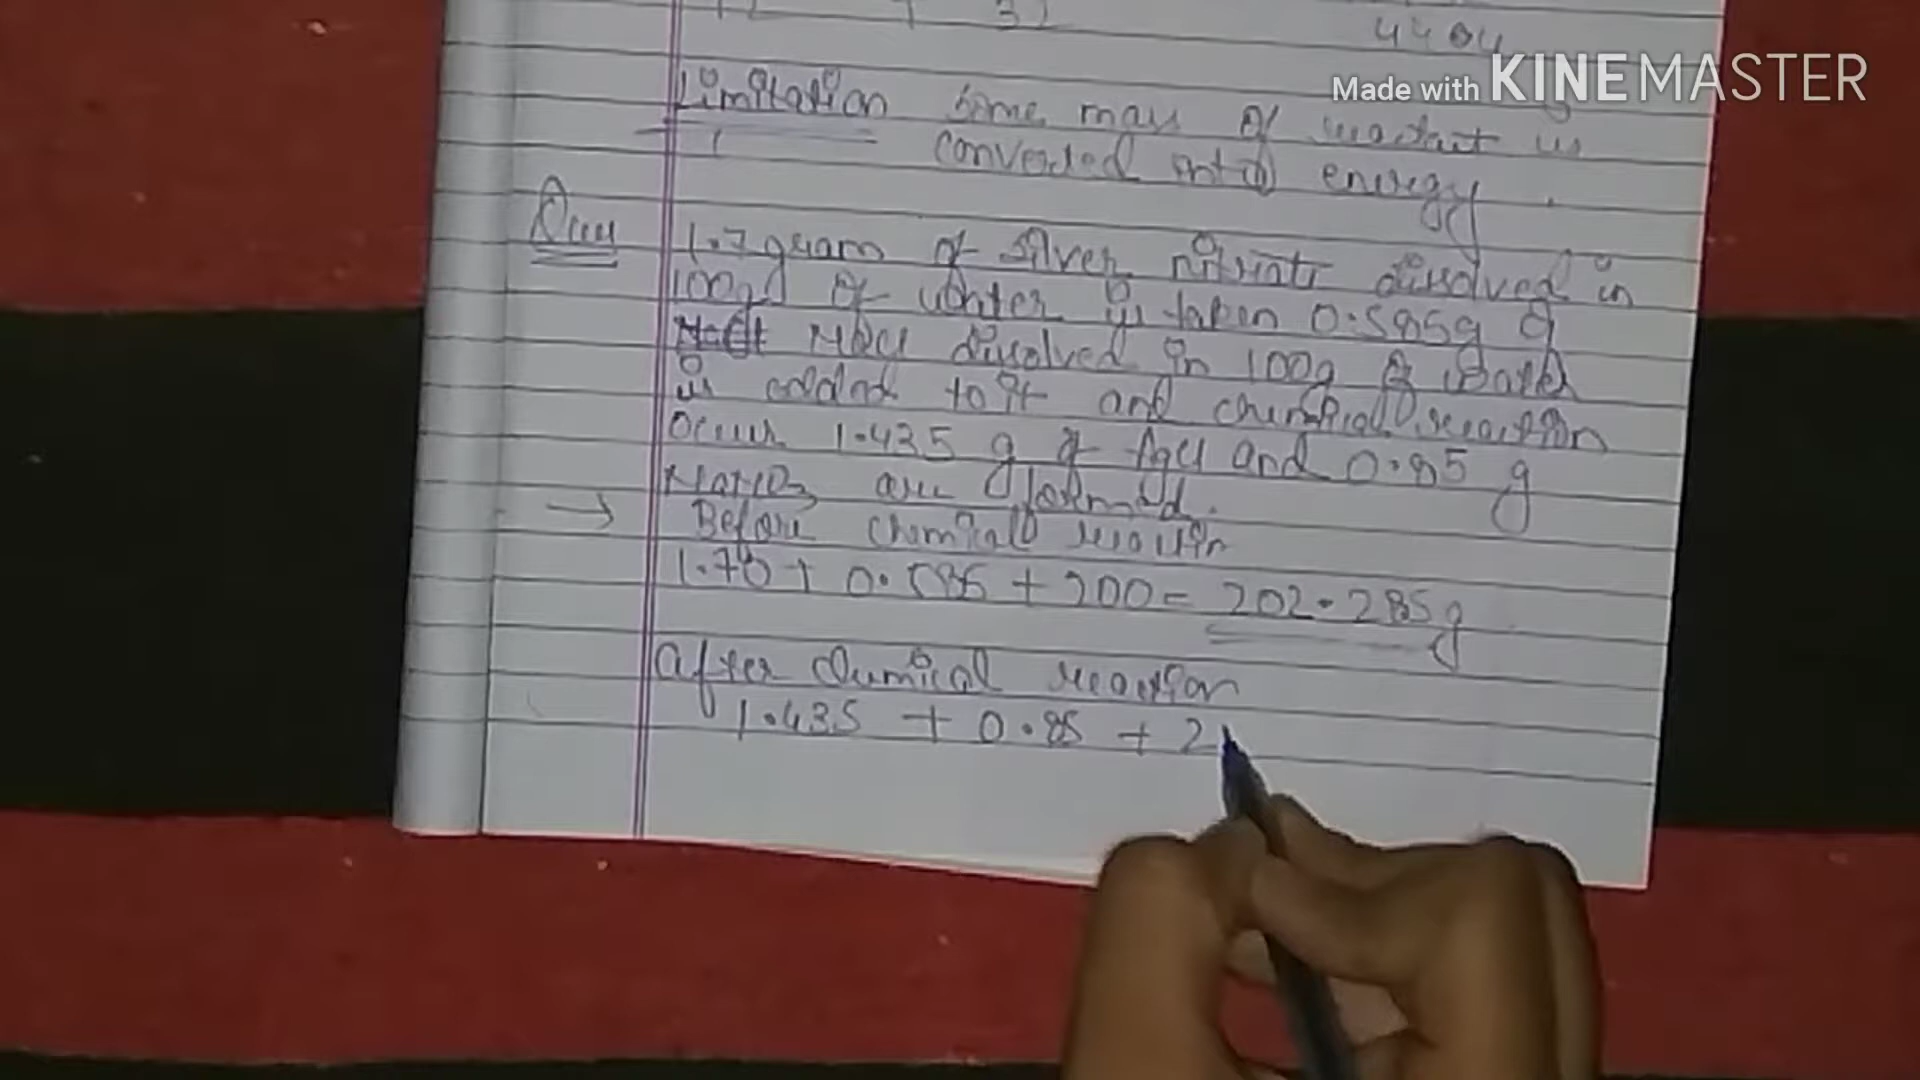 4404
Made with KINEMASTER
Limitation some mass of reactant is
converted into energy.
Ques 1.7 gram of silver nitrate dissolved in
100g of water is taken 0.585g of
NaCl dissolved in 100g of water
is added to it and chemical reaction
Occur 1.435 g of AgCl and 0.85 g
NaNO3 are formed.
→ Before chemical reaction
1.70 + 0.585 + 200 = 202.285g
After chemical reaction
1.435 + 0.85 + 2